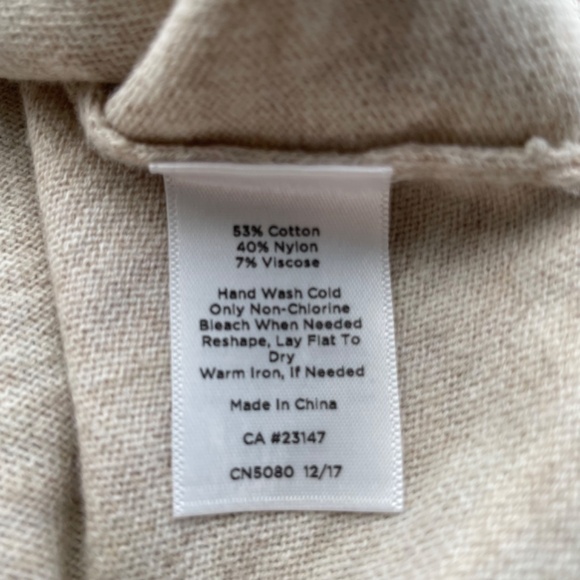 53% Cotton
40% Nylon
7% Viscose
Hand Wash Cold
Only Non-Chlorine
Bleach When Needed
Reshape, Lay Flat To
Dry
Warm Iron, If Needed
Made In China
CA #23147
CN5080 12/17